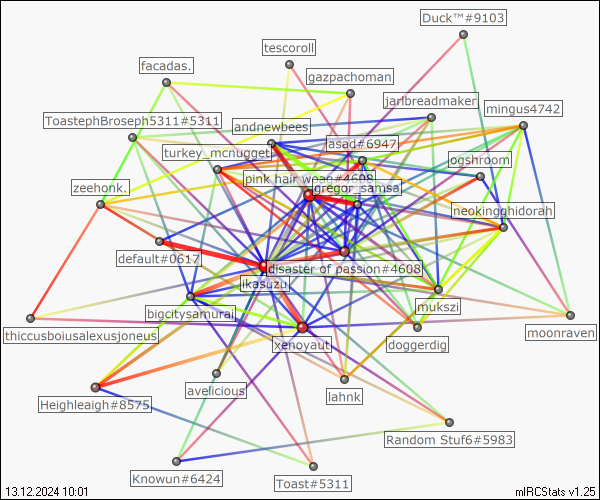 Duck™#9103
tescoroll
facadas.
gazpachoman
jarlbreadmaker
mingus4742
ToastephBroseph5311#5311
andnewbees
asad#6947
turkey_mcnugget
ogshroom
pink hair woag#4608
gregor_samsa
zeehonk.
neokingghidorah
default#0617
disaster of passion#4608
ikasuzu
bigcitysamurai
mukszi
thiccusboiusalexusjoneus
xenoyaut
doggerdig
moonraven
avelicious
lahnk
Heighleaigh#8575
Random Stuf6#5983
Knowun#6424
Toast#5311
13.12.2024 10:01
mIRCStats v1.25